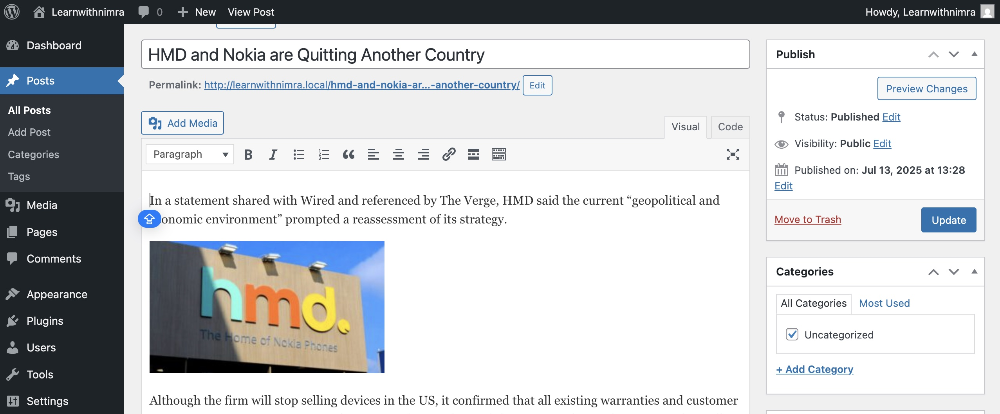 Learnwithnimra
0
New
View Post
Howdy, Learnwithnimra
Dashboard
Posts
All Posts
Add Post
Categories
Tags
Media
Pages
Comments
Appearance
Plugins
Users
Tools
Settings
HMD and Nokia are Quitting Another Country
Permalink: http://learnwithnimra.local/hmd-and-nokia-ar...-another-country/ Edit
Add Media
Visual
Code
Paragraph
In a statement shared with Wired and referenced by The Verge, HMD said the current “geopolitical and
onomic environment” prompted a reassessment of its strategy.
hmd.
The Home of Nokia Phones
Although the firm will stop selling devices in the US, it confirmed that all existing warranties and customer
Publish
Preview Changes
Status: Published Edit
Visibility: Public Edit
Published on: Jul 13, 2025 at 13:28
Edit
Move to Trash
Update
Categories
All Categories
Most Used
Uncategorized
+ Add Category